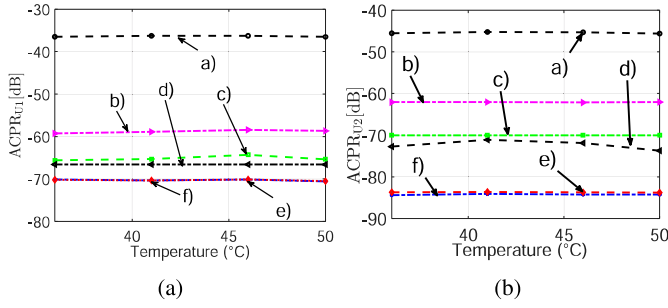 -30
-40
-50
-60
-70
-80
ACPR_U1 [dB]
a)
b)
d)
c)
f)
e)
40 45 50
Temperature (°C)
(a)
-40
-50
-60
-70
-80
-90
ACPR_U2 [dB]
a)
b)
c)
d)
f)
e)
40 45 50
Temperature (°C)
(b)